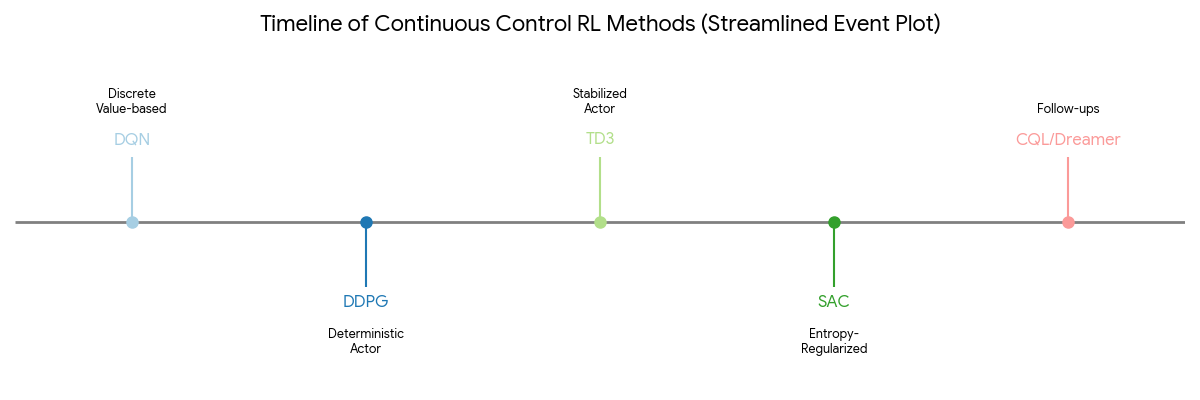 Timeline of Continuous Control RL Methods (Streamlined Event Plot)
Discrete
Value-based
DQN
Stabilized
Actor
TD3
Follow-ups
CQL/Dreamer
DDPG
Deterministic
Actor
SAC
Entropy-
Regularized